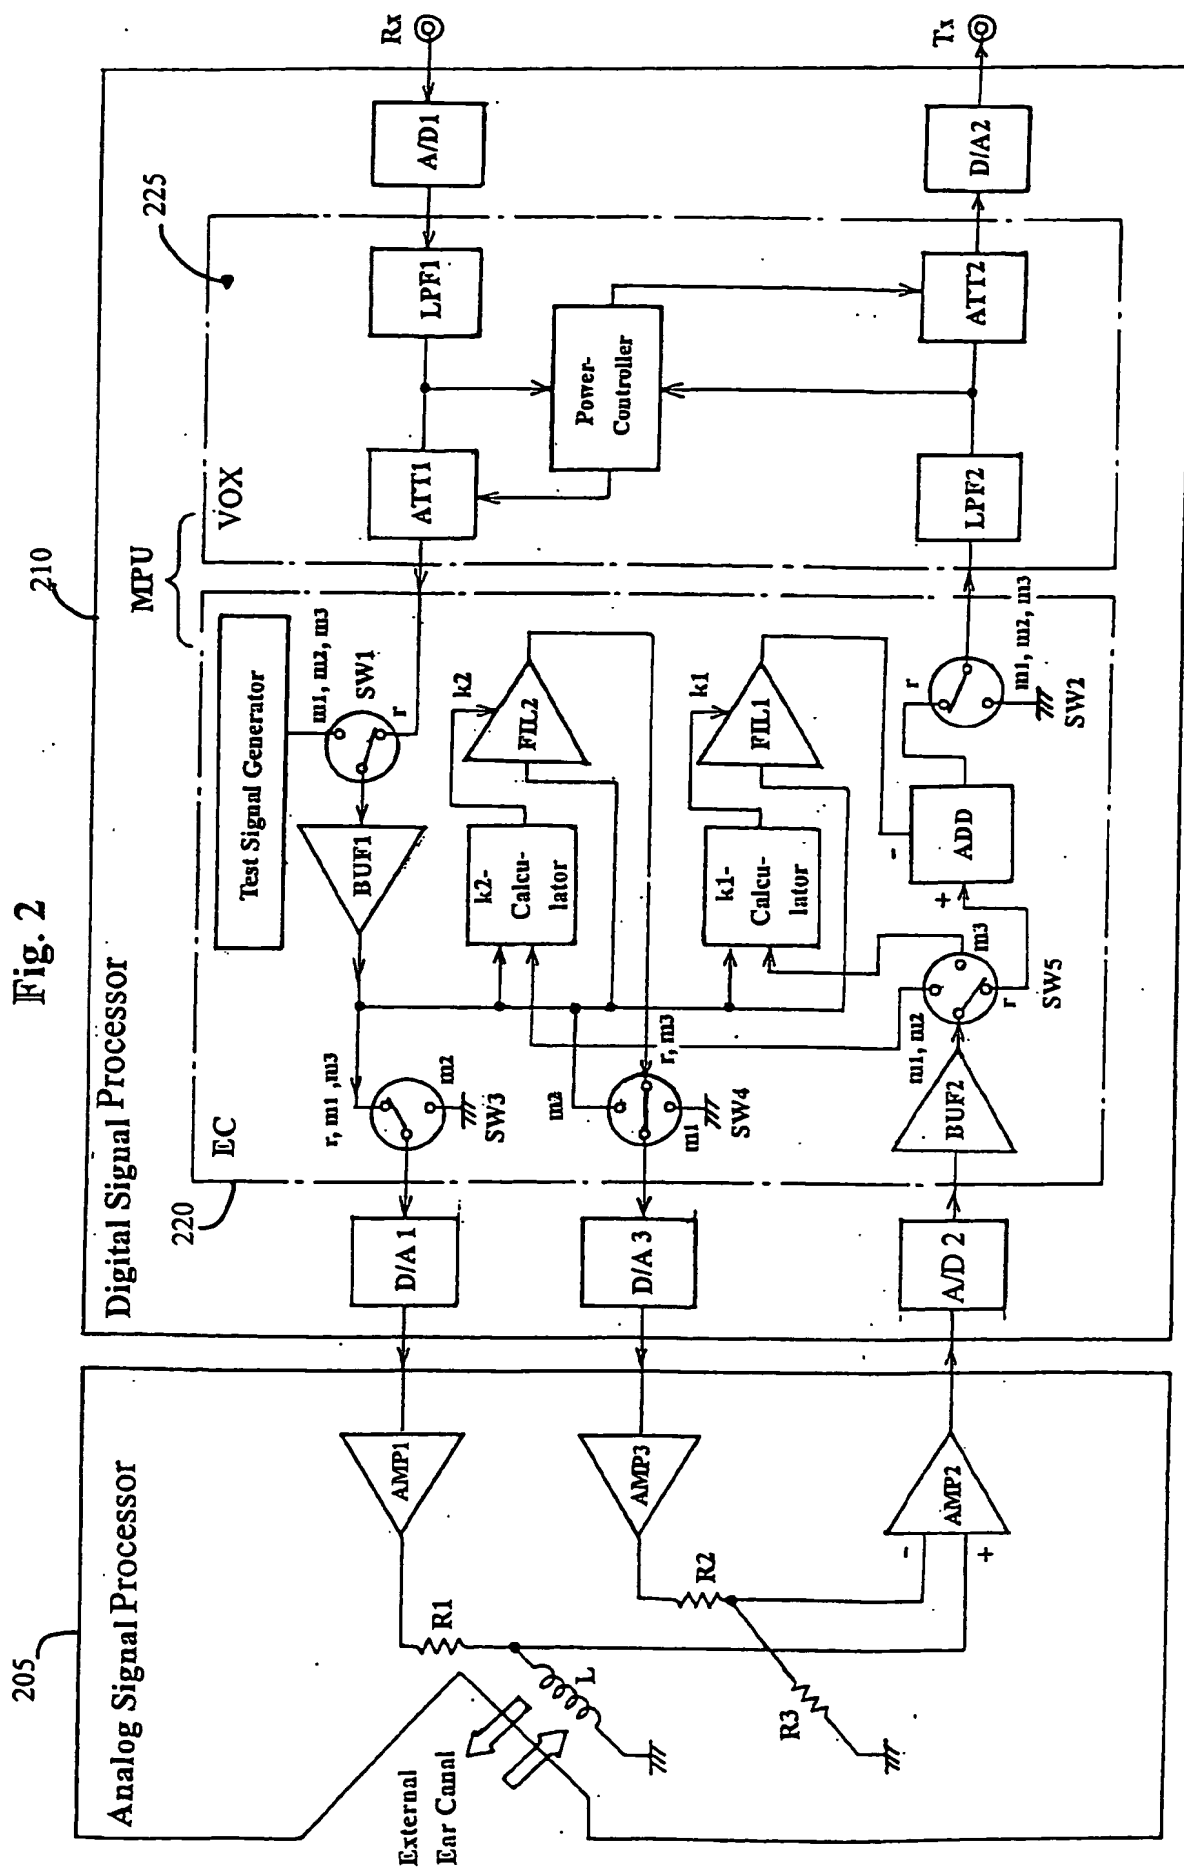 Fig. 2
205
Analog Signal Processor
External
Ear Canal
L
R1
R2
R3
AMP1
AMP3
AMP2
-
+
210
Digital Signal Processor
D/A 1
D/A 3
A/D 2
220
EC
MPU
Test Signal Generator
m1, m2, m3
SW1
r
BUF1
r, m1 ,m3
m2
SW3
k2-
Calcu-
lator
k2
FIL2
m2
r, m3
m1
SW4
k1-
Calcu-
lator
k1
FIL1
BUF2
m1, m2
m3
r
SW5
+
-
ADD
r
m1, m2, m3
SW2
225
VOX
ATT1
LPF1
Power-
Controller
LPF2
ATT2
A/D1
Rx
D/A2
Tx